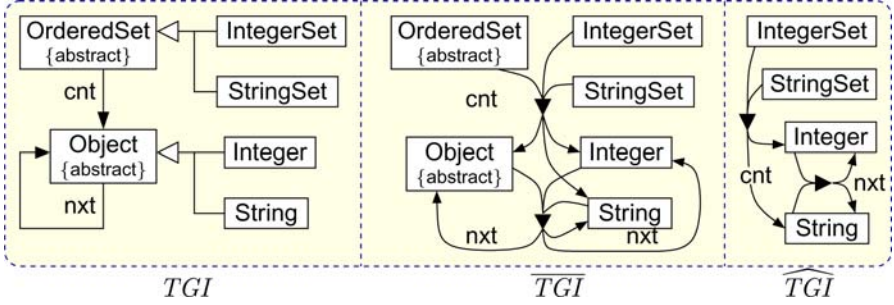 OrderedSet
{abstract}
IntegerSet
StringSet
cnt
Object
{abstract}
Integer
nxt
String
TGI
OrderedSet
{abstract}
IntegerSet
StringSet
cnt
Object
{abstract}
Integer
String
nxt
nxt
TGI
IntegerSet
StringSet
Integer
cnt
nxt
String
TGI